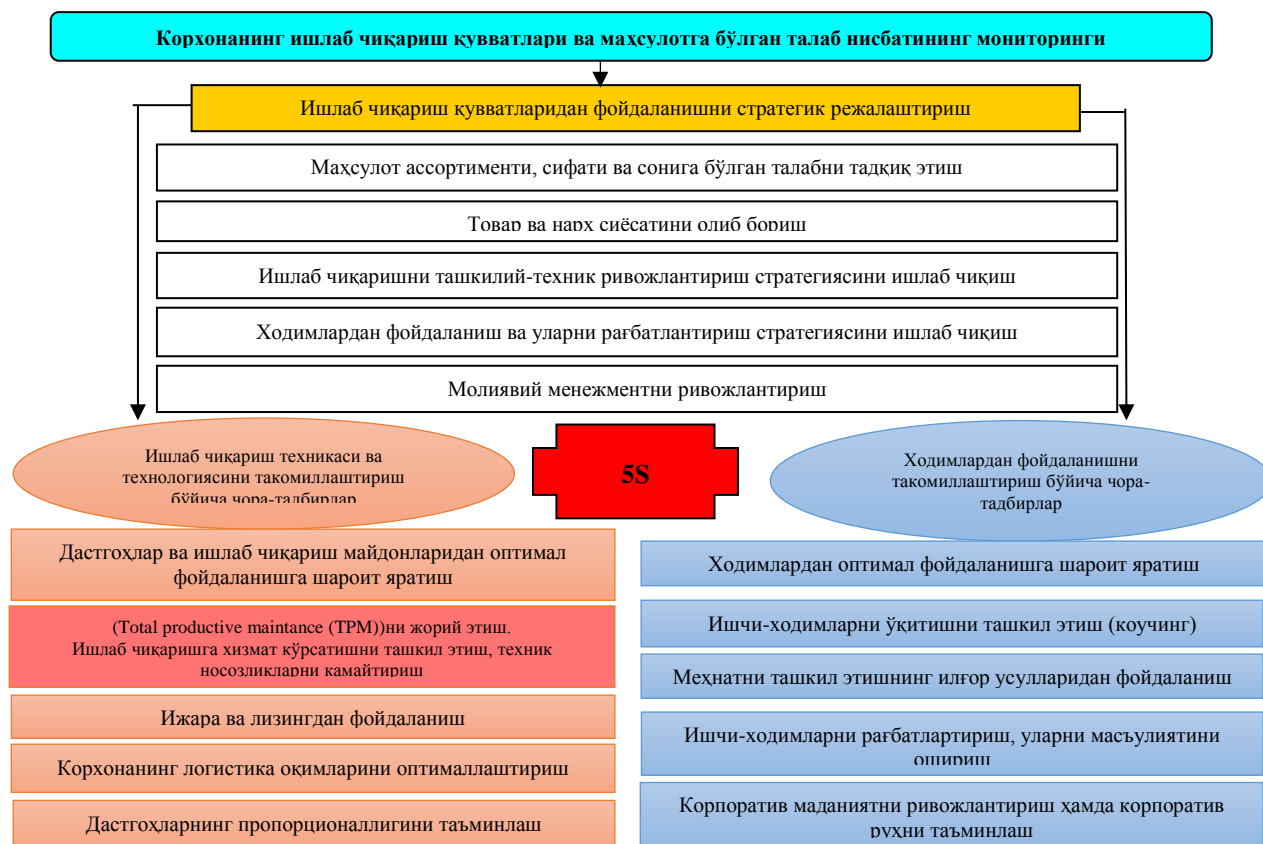 Корхонанинг ишлаб чиқариш қувватлари ва маҳсулотга бўлган талаб нисбатининг мониторинги
Ишлаб чиқариш қувватларидан фойдаланишни стратегик режалаштириш
Маҳсулот ассортименти, сифати ва сонига бўлган талабни тадқиқ этиш
Товар ва нарх сиёсатини олиб бориш
Ишлаб чиқаришни ташкилий-техник ривожлантириш стратегиясини ишлаб чиқиш
Ходимлардан фойдаланиш ва уларни рағбатлантириш стратегиясини ишлаб чиқиш
Молиявий менежментни ривожлантириш
Ишлаб чиқариш техникаси ва
технологиясини такомиллаштириш
бўйича чора-тадбирлар
5S
Ходимлардан фойдаланишни
такомиллаштириш бўйича чора-
тадбирлар
Дастгоҳлар ва ишлаб чиқариш майдонларидан оптимал
фойдаланишга шароит яратиш
(Total productive maintance (TPM))ни жорий этиш.
Ишлаб чиқаришга хизмат кўрсатишни ташкил этиш, техник
носозликларни камайтириш
Ижара ва лизингдан фойдаланиш
Корхонанинг логистика оқимларини оптималлаштириш
Дастгоҳларнинг пропорционаллигини таъминлаш
Ходимлардан оптимал фойдаланишга шароит яратиш
Ишчи-ходимларни ўқитишни ташкил этиш (коучинг)
Меҳнатни ташкил этишнинг илғор усулларидан фойдаланиш
Ишчи-ходимларни рағбатлартириш, уларни масъулиятини
ошириш
Корпоратив маданиятни ривожлантириш ҳамда корпоратив
руҳни таъминлаш